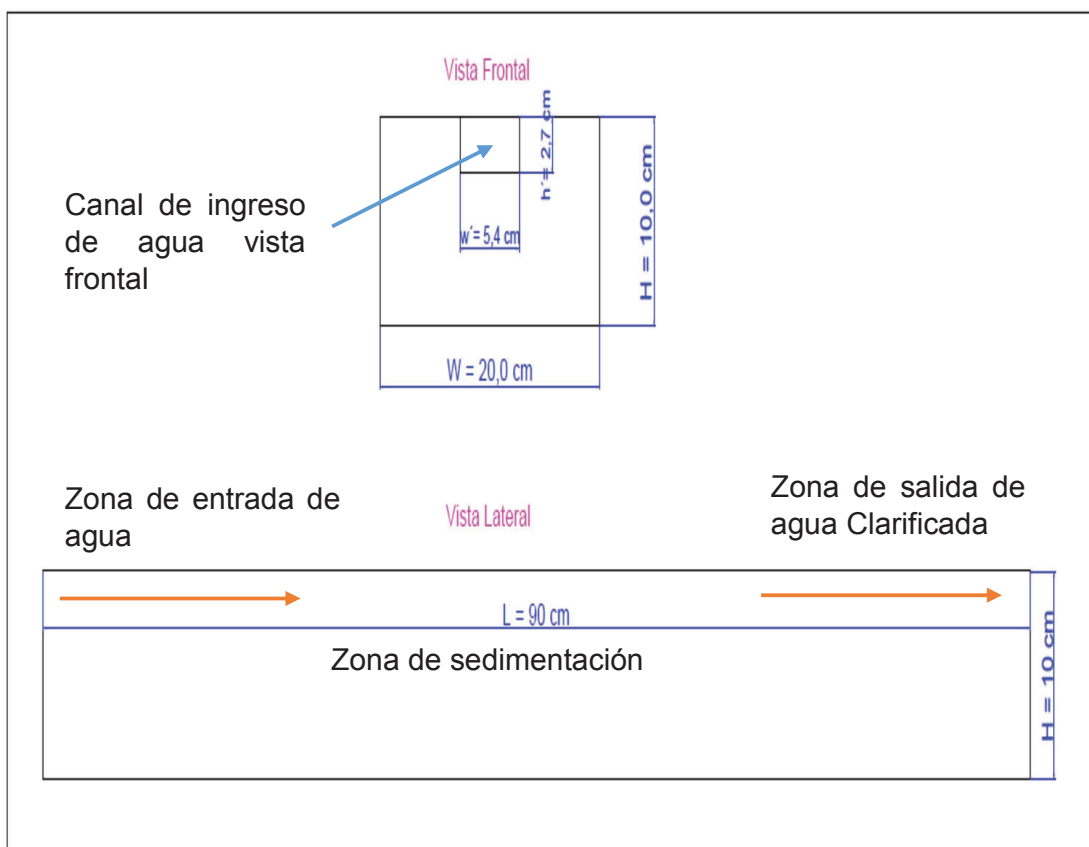 Vista Frontal
Canal de ingreso
de agua vista
frontal
h´= 2,7 cm
w´= 5,4 cm
H = 10,0 cm
W = 20,0 cm
Zona de entrada de
agua
Vista Lateral
Zona de salida de
agua Clarificada
L = 90 cm
Zona de sedimentación
H = 10 cm